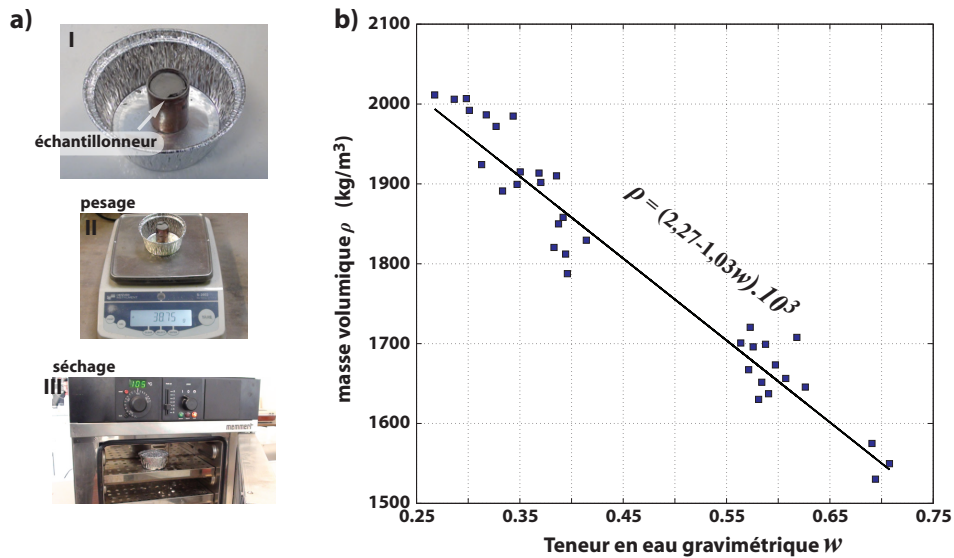 a)
I
échantillonneur
pesage
II
38.75
séchage
III
105
memmert
b)
2100
2000
1900
1800
1700
1600
1500
masse volumique ρ (kg/m³)
ρ = (2,27-1,03w).10³
0.25 0.35 0.45 0.55 0.65 0.75
Teneur en eau gravimétrique w